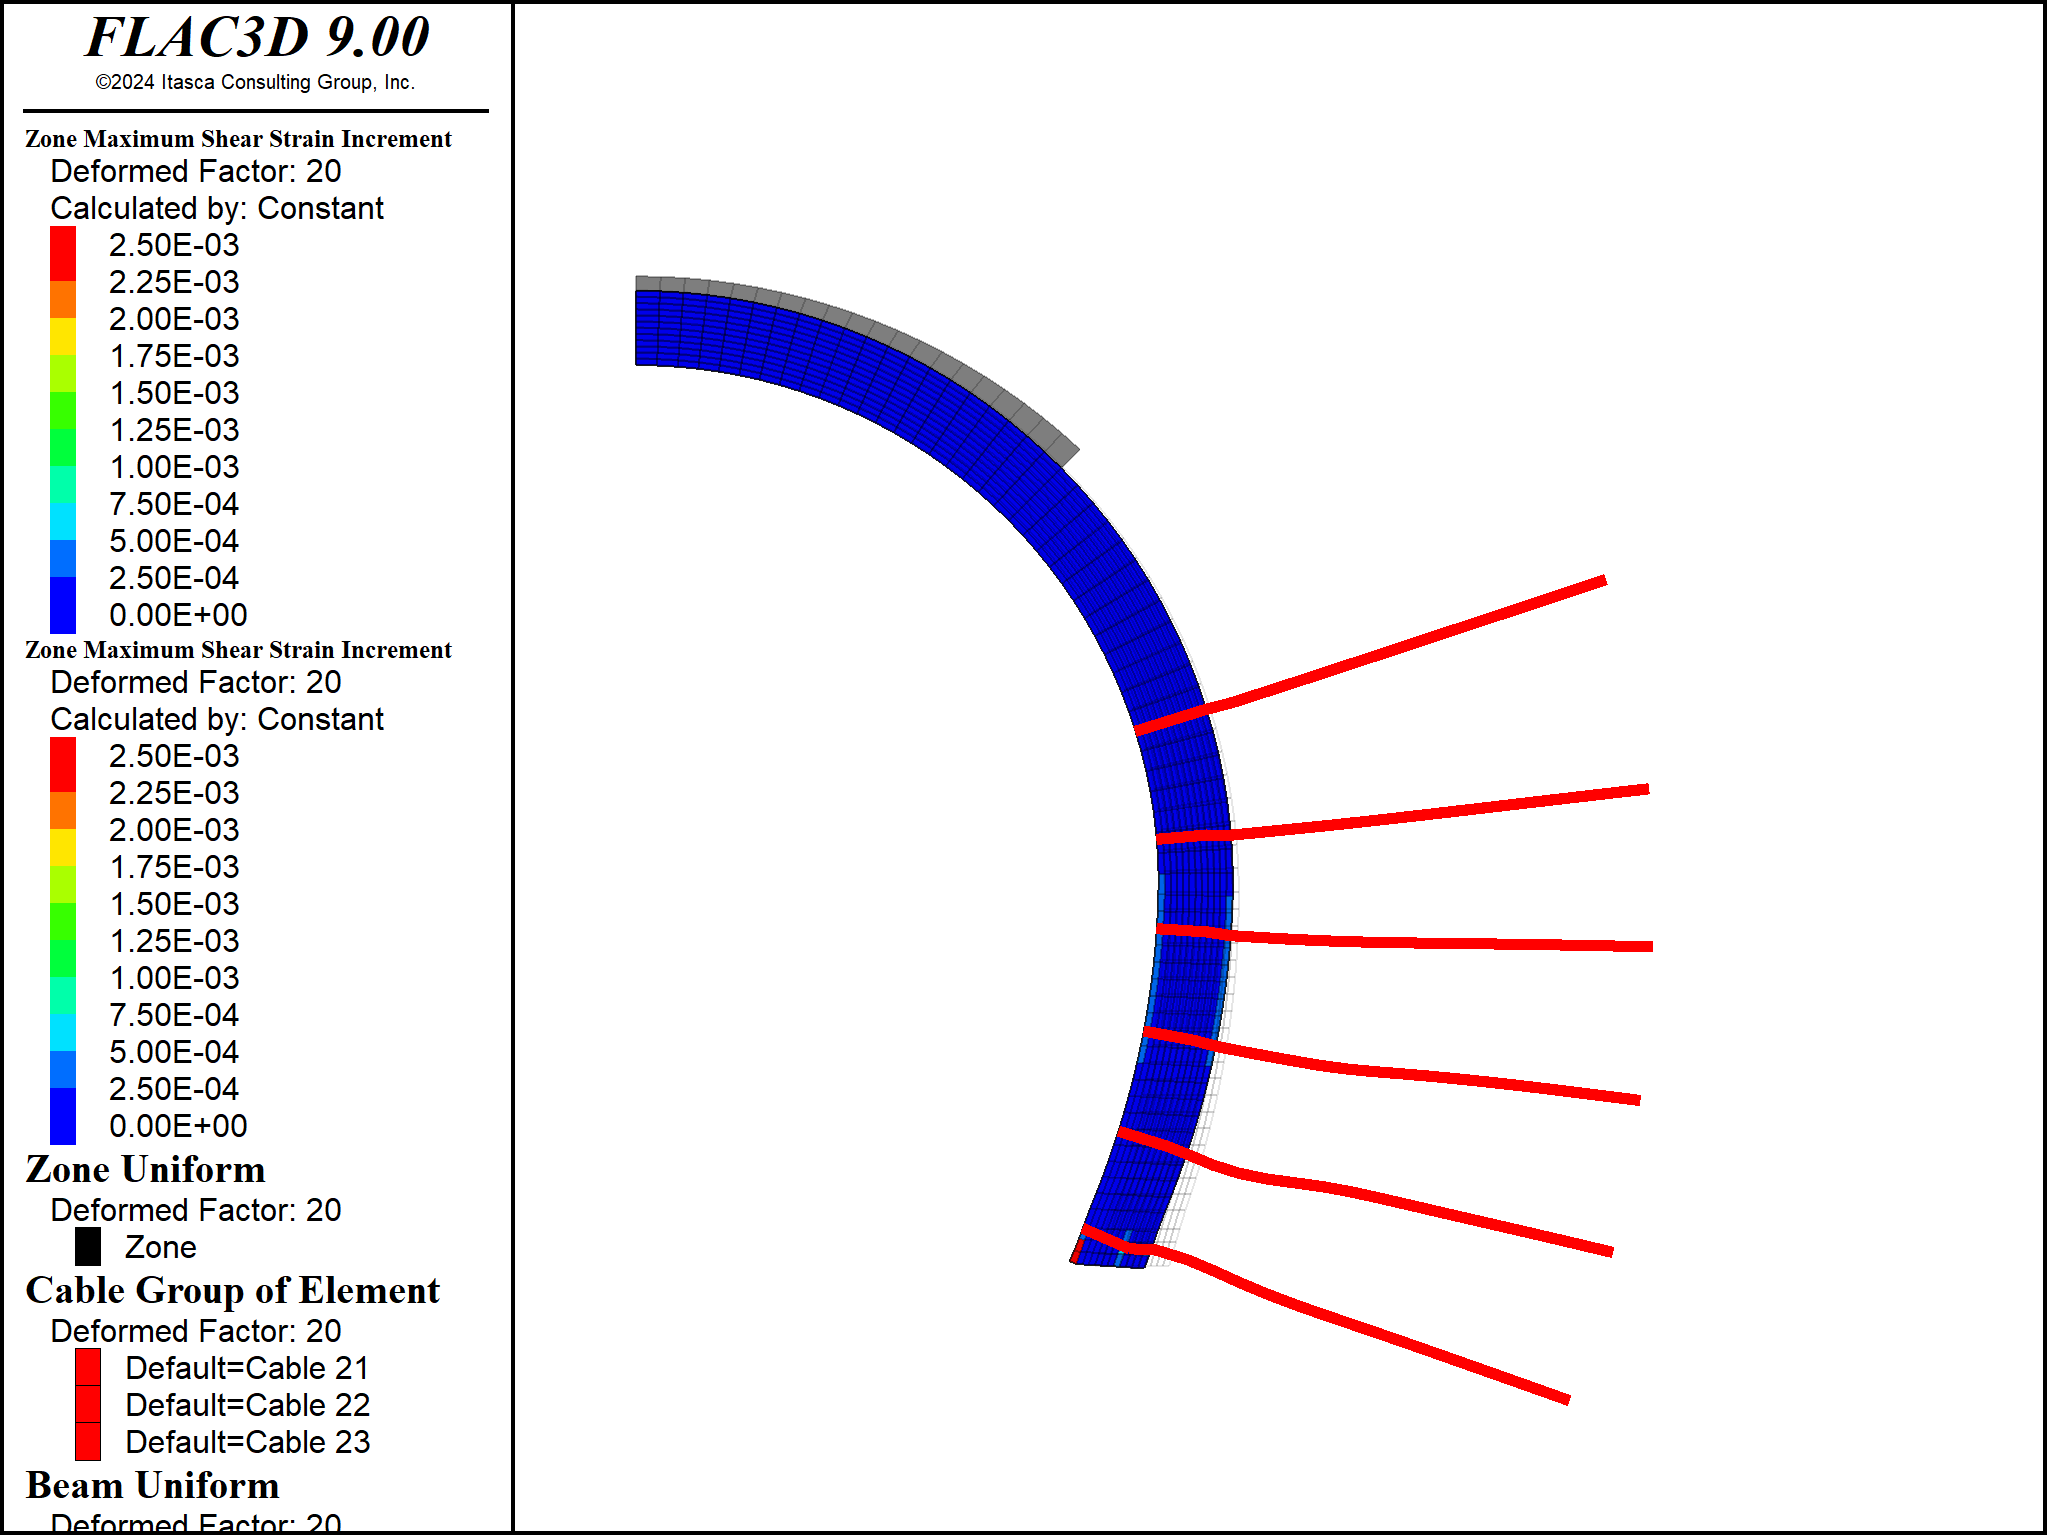 FLAC3D 9.00
©2024 Itasca Consulting Group, Inc.
Zone Maximum Shear Strain Increment
Deformed Factor: 20
Calculated by: Constant
2.50E-03
2.25E-03
2.00E-03
1.75E-03
1.50E-03
1.25E-03
1.00E-03
7.50E-04
5.00E-04
2.50E-04
0.00E+00
Zone Maximum Shear Strain Increment
Deformed Factor: 20
Calculated by: Constant
2.50E-03
2.25E-03
2.00E-03
1.75E-03
1.50E-03
1.25E-03
1.00E-03
7.50E-04
5.00E-04
2.50E-04
0.00E+00
Zone Uniform
Deformed Factor: 20
Zone
Cable Group of Element
Deformed Factor: 20
Default=Cable 21
Default=Cable 22
Default=Cable 23
Beam Uniform
Deformed Factor: 20